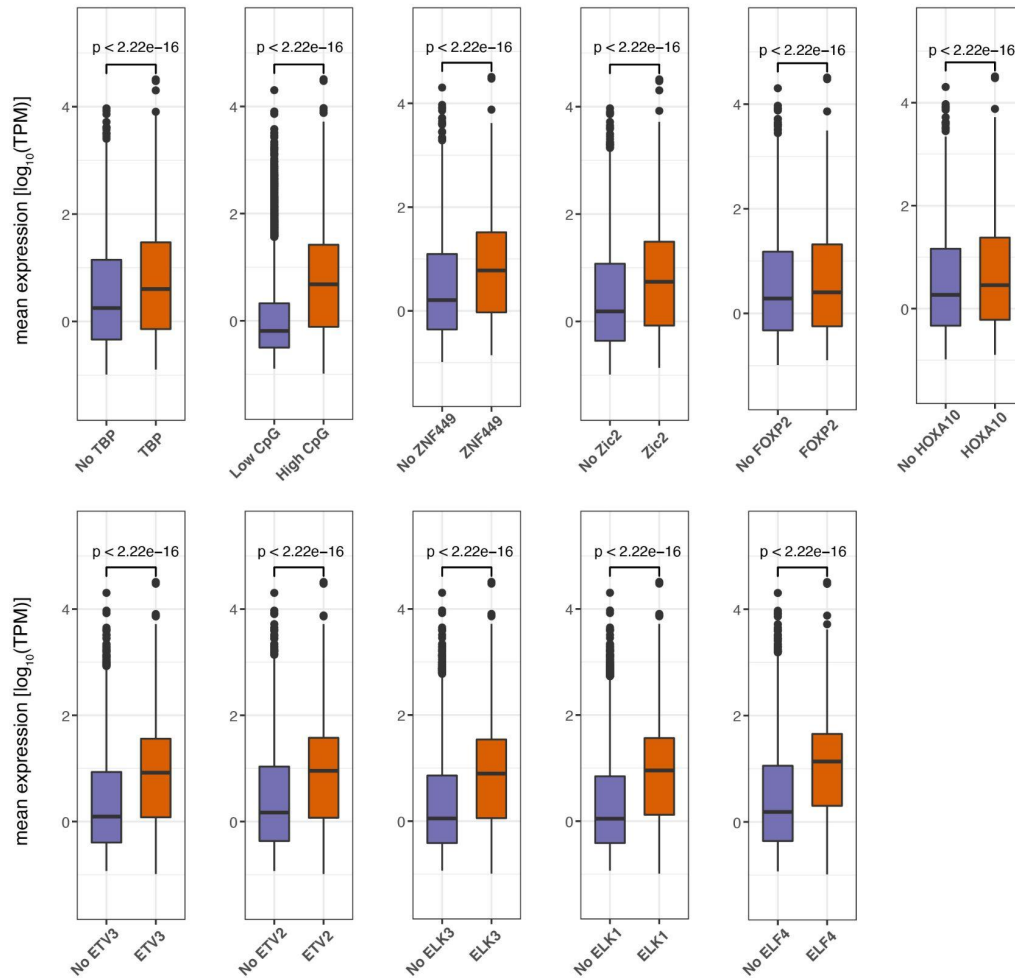 mean expression [log₁₀(TPM)]
p < 2.22e−16
4
2
0
No TBP
TBP
p < 2.22e−16
4
2
0
Low CpG
High CpG
p < 2.22e−16
4
2
0
No ZNF449
ZNF449
p < 2.22e−16
4
2
0
No Zic2
Zic2
p < 2.22e−16
4
2
0
No FOXP2
FOXP2
p < 2.22e−16
4
2
0
No HOXA10
HOXA10
mean expression [log₁₀(TPM)]
p < 2.22e−16
4
2
0
No ETV3
ETV3
p < 2.22e−16
4
2
0
No ETV2
ETV2
p < 2.22e−16
4
2
0
No ELK3
ELK3
p < 2.22e−16
4
2
0
No ELK1
ELK1
p < 2.22e−16
4
2
0
No ELF4
ELF4